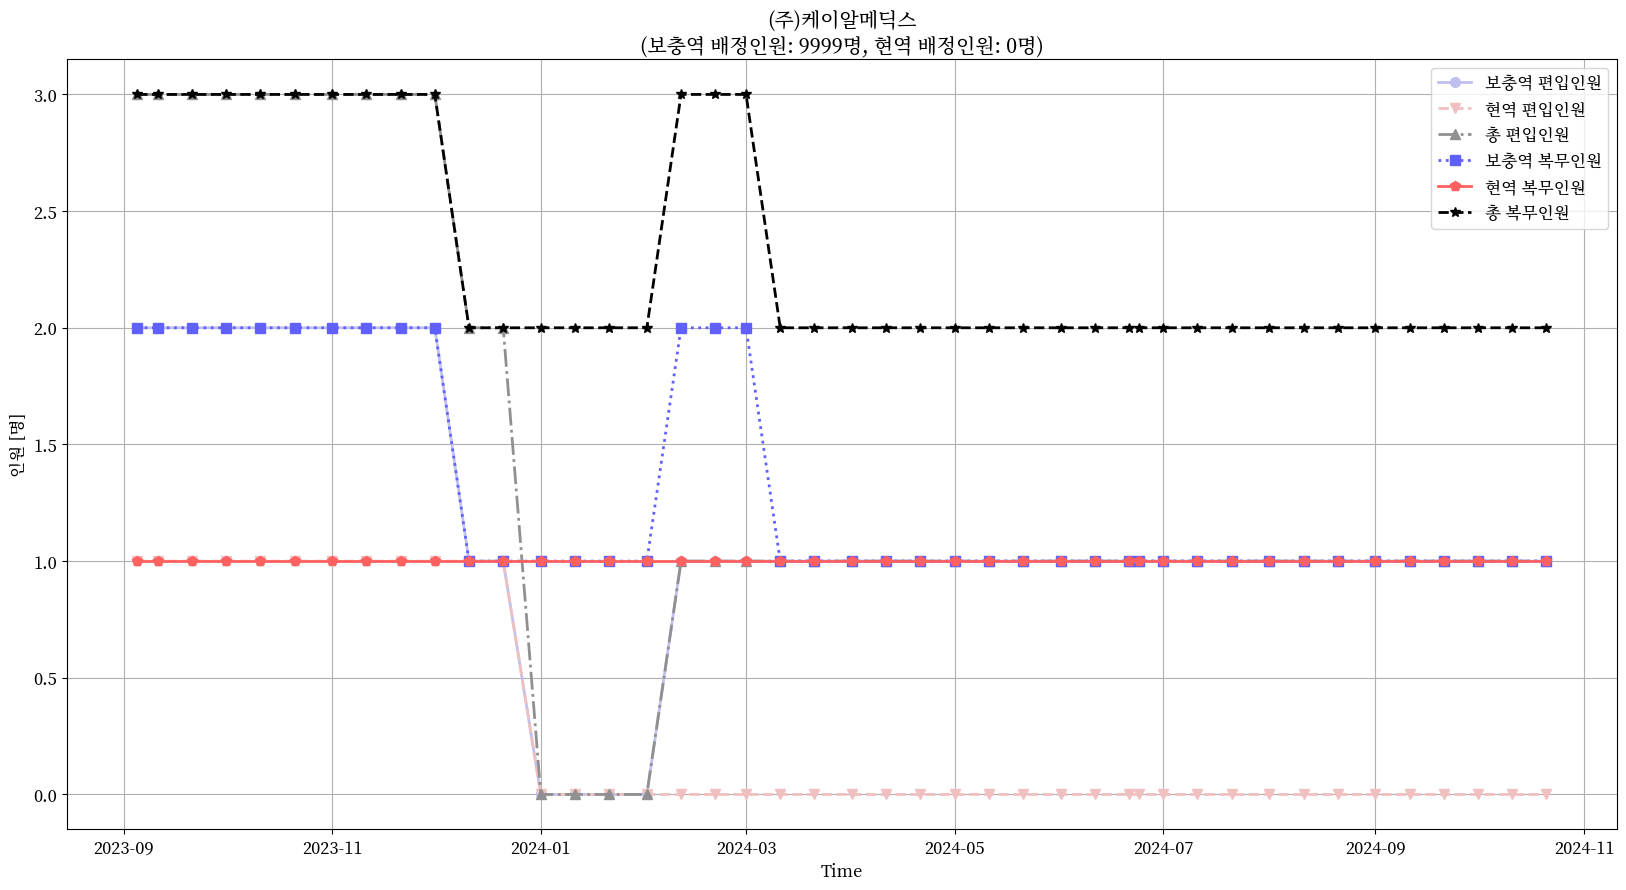 (주)케이알메딕스
(보충역 배정인원: 9999명, 현역 배정인원: 0명)
보충역 편입인원
현역 편입인원
총 편입인원
보충역 복무인원
현역 복무인원
총 복무인원
인원 [명]
3.0
2.5
2.0
1.5
1.0
0.5
0.0
2023-09
2023-11
2024-01
2024-03
2024-05
2024-07
2024-09
2024-11
Time